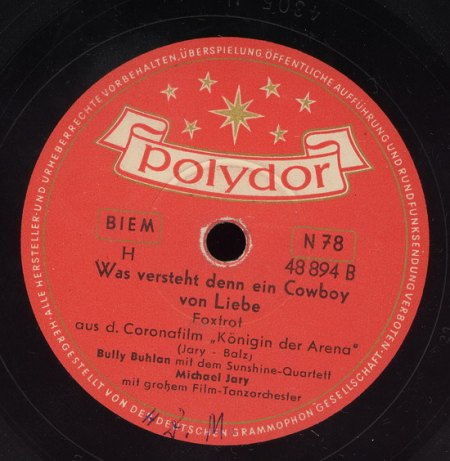 4305
ALLE HERSTELLER- UND URHEBERRECHTE VORBEHALTEN, ÜBERSPIELUNG ÖFFENTLICHE AUFFÜHRUNG UND RUNDFUNKSENDUNG VERBOTEN
polydor
BIEM
N 78
H
48 894 B
Was versteht denn ein Cowboy
von Liebe
Foxtrot
aus d. Coronafilm „Königin der Arena"
(Jary - Balz)
Bully Buhlan mit dem Sunshine-Quartett
Michael Jary
mit großem Film-Tanzorchester
HERGESTELLT VON DER DEUTSCHEN GRAMMOPHON GESELLSCHAFT